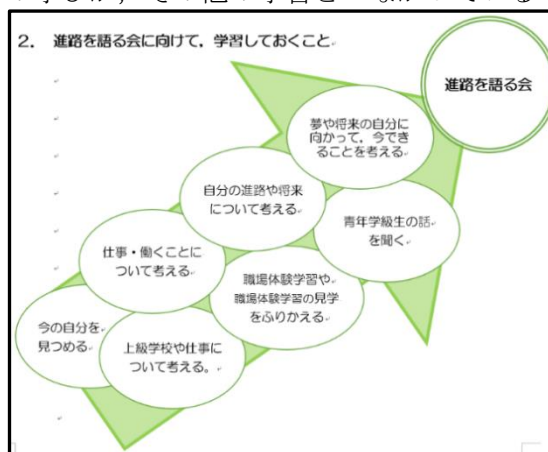 2. 進路を語る会に向けて，学習しておくこと
進路を語る会
夢や将来の自分に
向かって，今でき
ることを考える。
自分の進路や将来
について考える。
青年学級生の話
を聞く
仕事・働くことに
ついて考える。
職場体験学習や
職場体験学習の見学
をふりかえる。
今の自分を
見つめる
上級学校や仕事に
ついて考える。